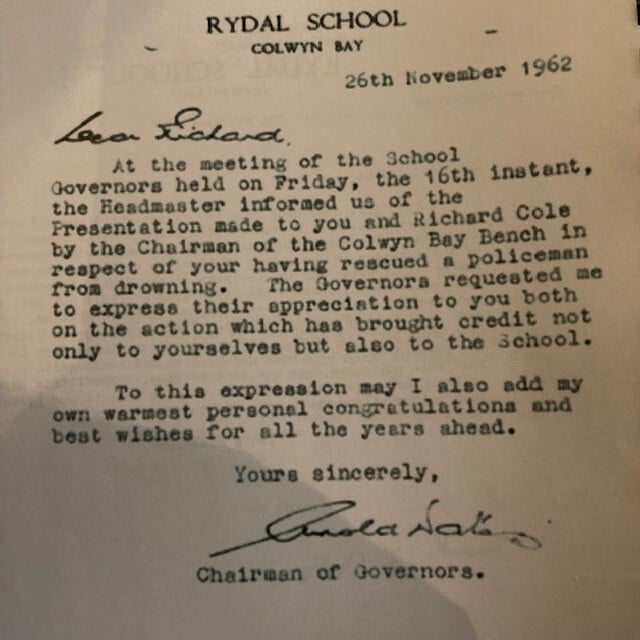 RYDAL SCHOOL
COLWYN BAY
26th November 1962
Dear Richard,
At the meeting of the School
Governors held on Friday, the 16th instant,
the Headmaster informed us of the
Presentation made to you and Richard Cole
by the Chairman of the Colwyn Bay Bench in
respect of your having rescued a policeman
from drowning. The Governors requested me
to express their appreciation to you both
on the action which has brought credit not
only to yourselves but also to the School.
To this expression may I also add my
own warmest personal congratulations and
best wishes for all the years ahead.
Yours sincerely,
Arnold
Chairman of Governors.